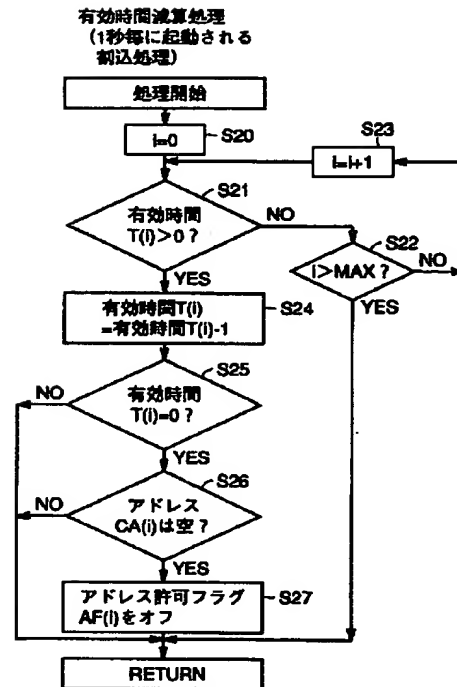 有効時間減算処理
(1秒毎に起動される
割込処理)
処理開始
i=0
S20
S23
i=i+1
S21
有効時間
T(i)>0?
NO
S22
i>MAX?
NO
YES
YES
有効時間T(i)
=有効時間T(i)-1
S24
S25
有効時間
T(i)=0?
NO
YES
S26
アドレス
CA(i)は空?
NO
YES
アドレス許可フラグ
AF(i)をオフ
S27
RETURN